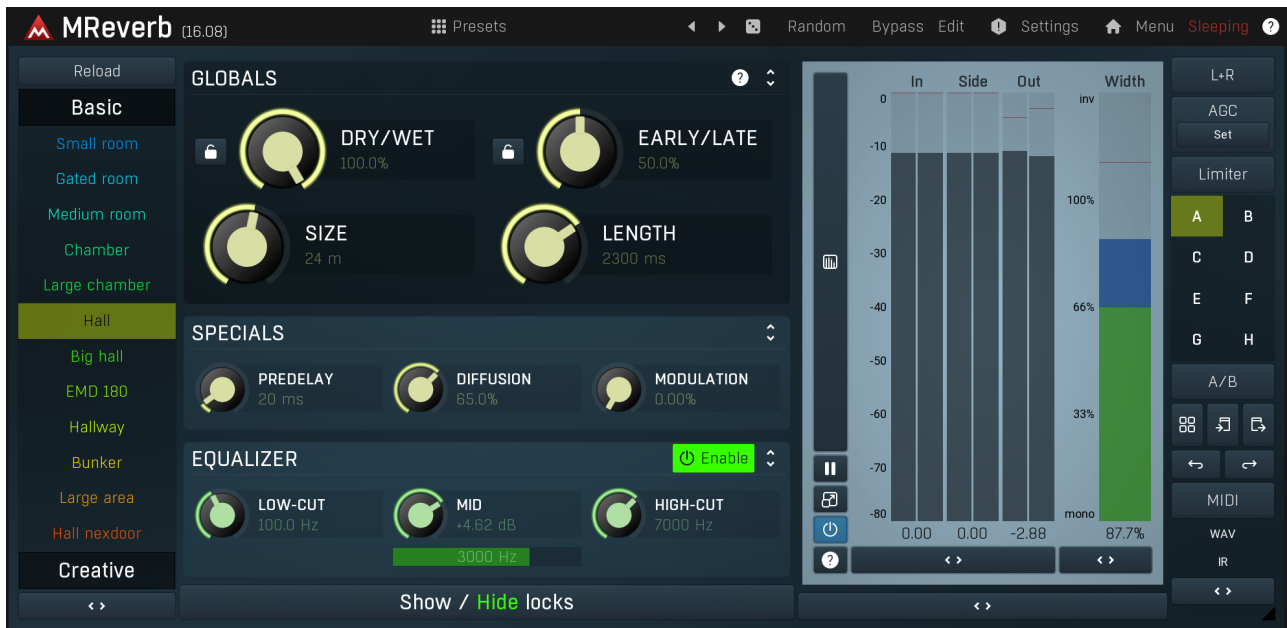 MReverb (16.08) Presets Random Bypass Edit Settings Menu Sleeping ?
Reload
Basic
Small room
Gated room
Medium room
Chamber
Large chamber
Hall
Big hall
EMD 180
Hallway
Bunker
Large area
Hall nexdoor
Creative
GLOBALS ?
DRY/WET
100.0%
EARLY/LATE
50.0%
SIZE
24 m
LENGTH
2300 ms
SPECIALS
PREDELAY
20 ms
DIFFUSION
65.0%
MODULATION
0.00%
EQUALIZER Enable
LOW-CUT
100.0 Hz
MID
+4.62 dB
3000 Hz
HIGH-CUT
7000 Hz
Show / Hide locks
In Side Out Width
0 inv
-10
-20 100%
-30
-40 66%
-50
-60 33%
-70
-80 mono
0.00 0.00 -2.88 87.7%
?
L+R
AGC
Set
Limiter
A B
C D
E F
G H
A/B
MIDI
WAV
IR